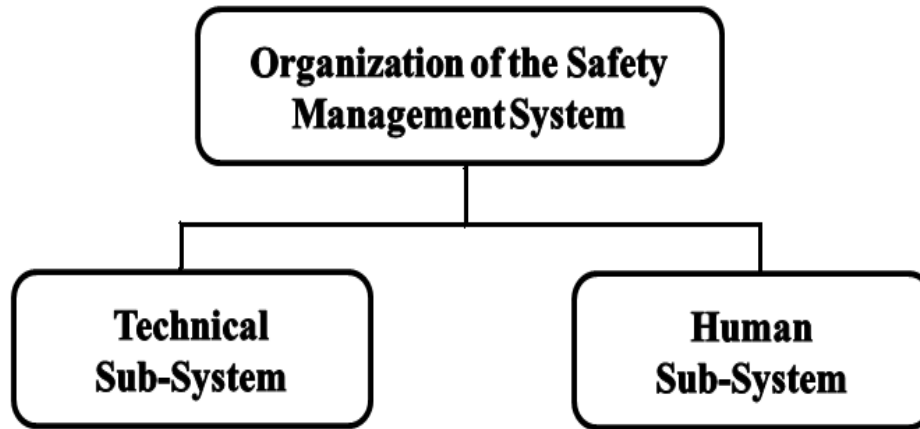 Organization of the Safety
Management System
Technical
Sub-System
Human
Sub-System